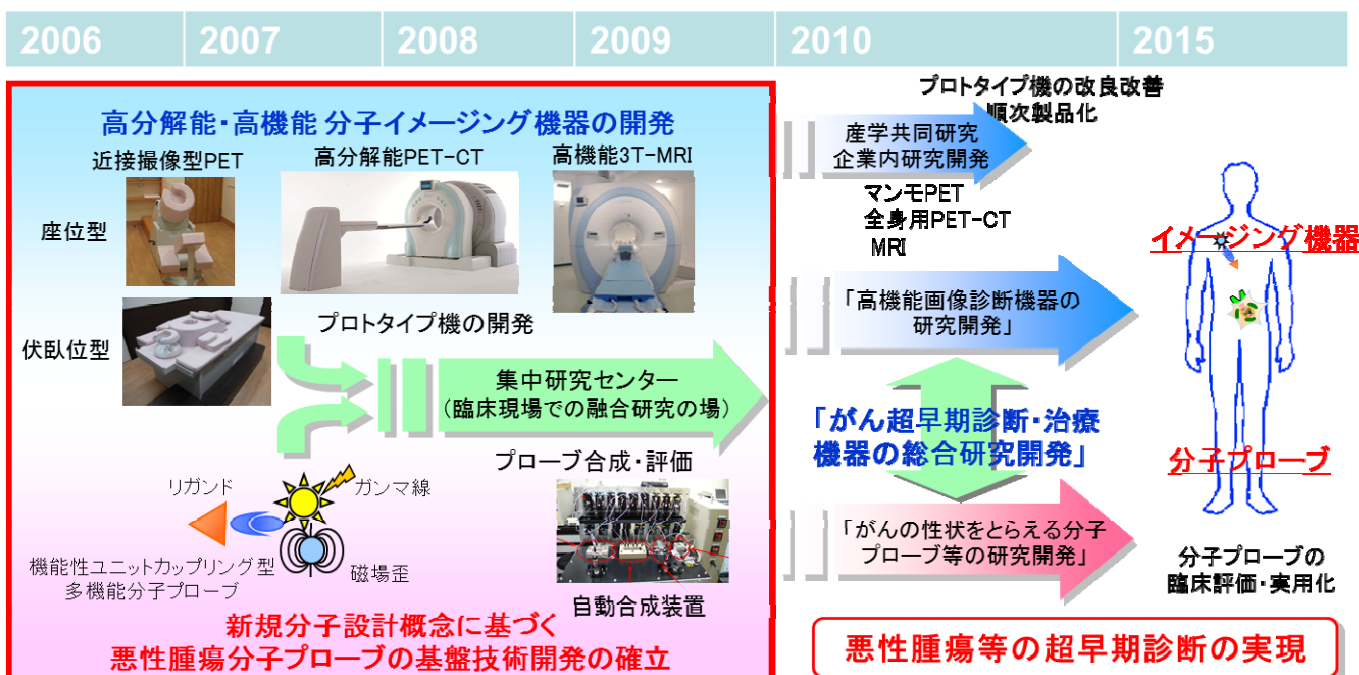 2006 2007 2008 2009 2010 2015
高分解能・高機能 分子イメージング機器の開発
近接撮像型PET
高分解能PET-CT
高機能3T-MRI
座位型
伏臥位型
プロトタイプ機の開発
集中研究センター
(臨床現場での融合研究の場)
プローブ合成・評価
リガンド
ガンマ線
機能性ユニットカップリング型
多機能分子プローブ
磁場歪
自動合成装置
新規分子設計概念に基づく
悪性腫瘍分子プローブの基盤技術開発の確立
プロトタイプ機の改良改善
順次製品化
産学共同研究
企業内研究開発
マンモPET
全身用PET-CT
MRI
「高機能画像診断機器の
研究開発」
「がん超早期診断・治療
機器の総合研究開発」
「がんの性状をとらえる分子
プローブ等の研究開発」
イメージング機器
分子プローブ
分子プローブの
臨床評価・実用化
悪性腫瘍等の超早期診断の実現